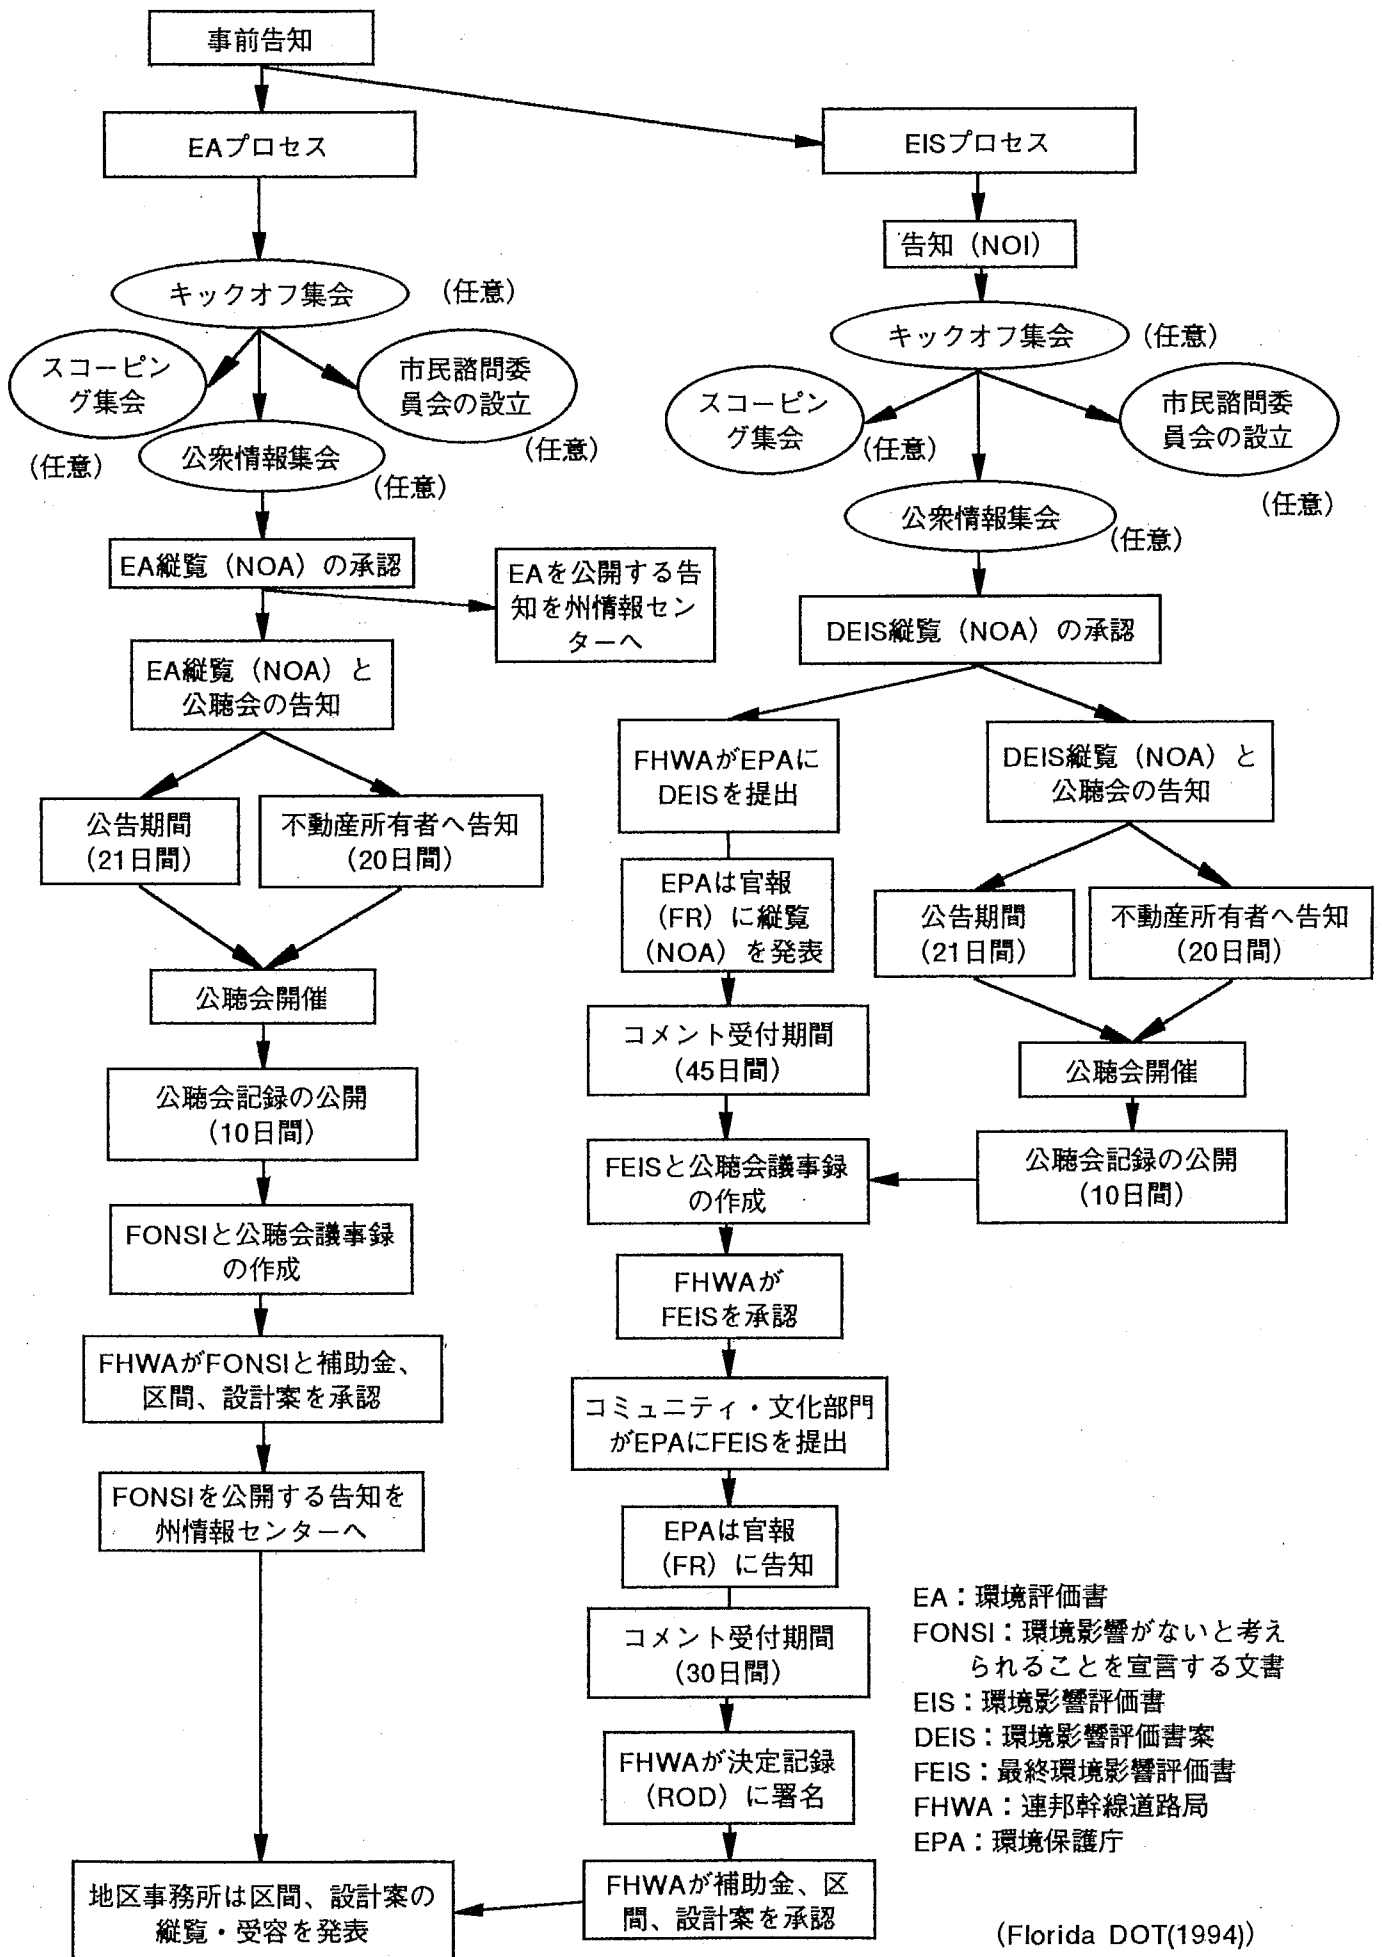 事前告知
EAプロセス
キックオフ集会
(任意)
スコーピン
グ集会
(任意)
市民諮問委
員会の設立
(任意)
公衆情報集会
(任意)
EA縦覧（NOA）の承認
EAを公開する告
知を州情報セン
ターへ
EA縦覧（NOA）と
公聴会の告知
公告期間
(21日間)
不動産所有者へ告知
(20日間)
公聴会開催
公聴会記録の公開
(10日間)
FONSIと公聴会議事録
の作成
FHWAがFONSIと補助金、
区間、設計案を承認
FONSIを公開する告知を
州情報センターへ
EISプロセス
告知（NOI）
キックオフ集会
(任意)
スコーピン
グ集会
(任意)
市民諮問委
員会の設立
(任意)
公衆情報集会
(任意)
DEIS縦覧（NOA）の承認
FHWAがEPAに
DEISを提出
DEIS縦覧（NOA）と
公聴会の告知
EPAは官報
（FR）に縦覧
（NOA）を発表
公告期間
(21日間)
不動産所有者へ告知
(20日間)
コメント受付期間
(45日間)
公聴会開催
FEISと公聴会議事録
の作成
公聴会記録の公開
(10日間)
FHWAが
FEISを承認
コミュニティ・文化部門
がEPAにFEISを提出
EPAは官報
（FR）に告知
コメント受付期間
(30日間)
FHWAが決定記録
（ROD）に署名
FHWAが補助金、区
間、設計案を承認
地区事務所は区間、設計案の
縦覧・受容を発表
EA：環境評価書
FONSI：環境影響がないと考え
られることを宣言する文書
EIS：環境影響評価書
DEIS：環境影響評価書案
FEIS：最終環境影響評価書
FHWA：連邦幹線道路局
EPA：環境保護庁
(Florida DOT(1994))